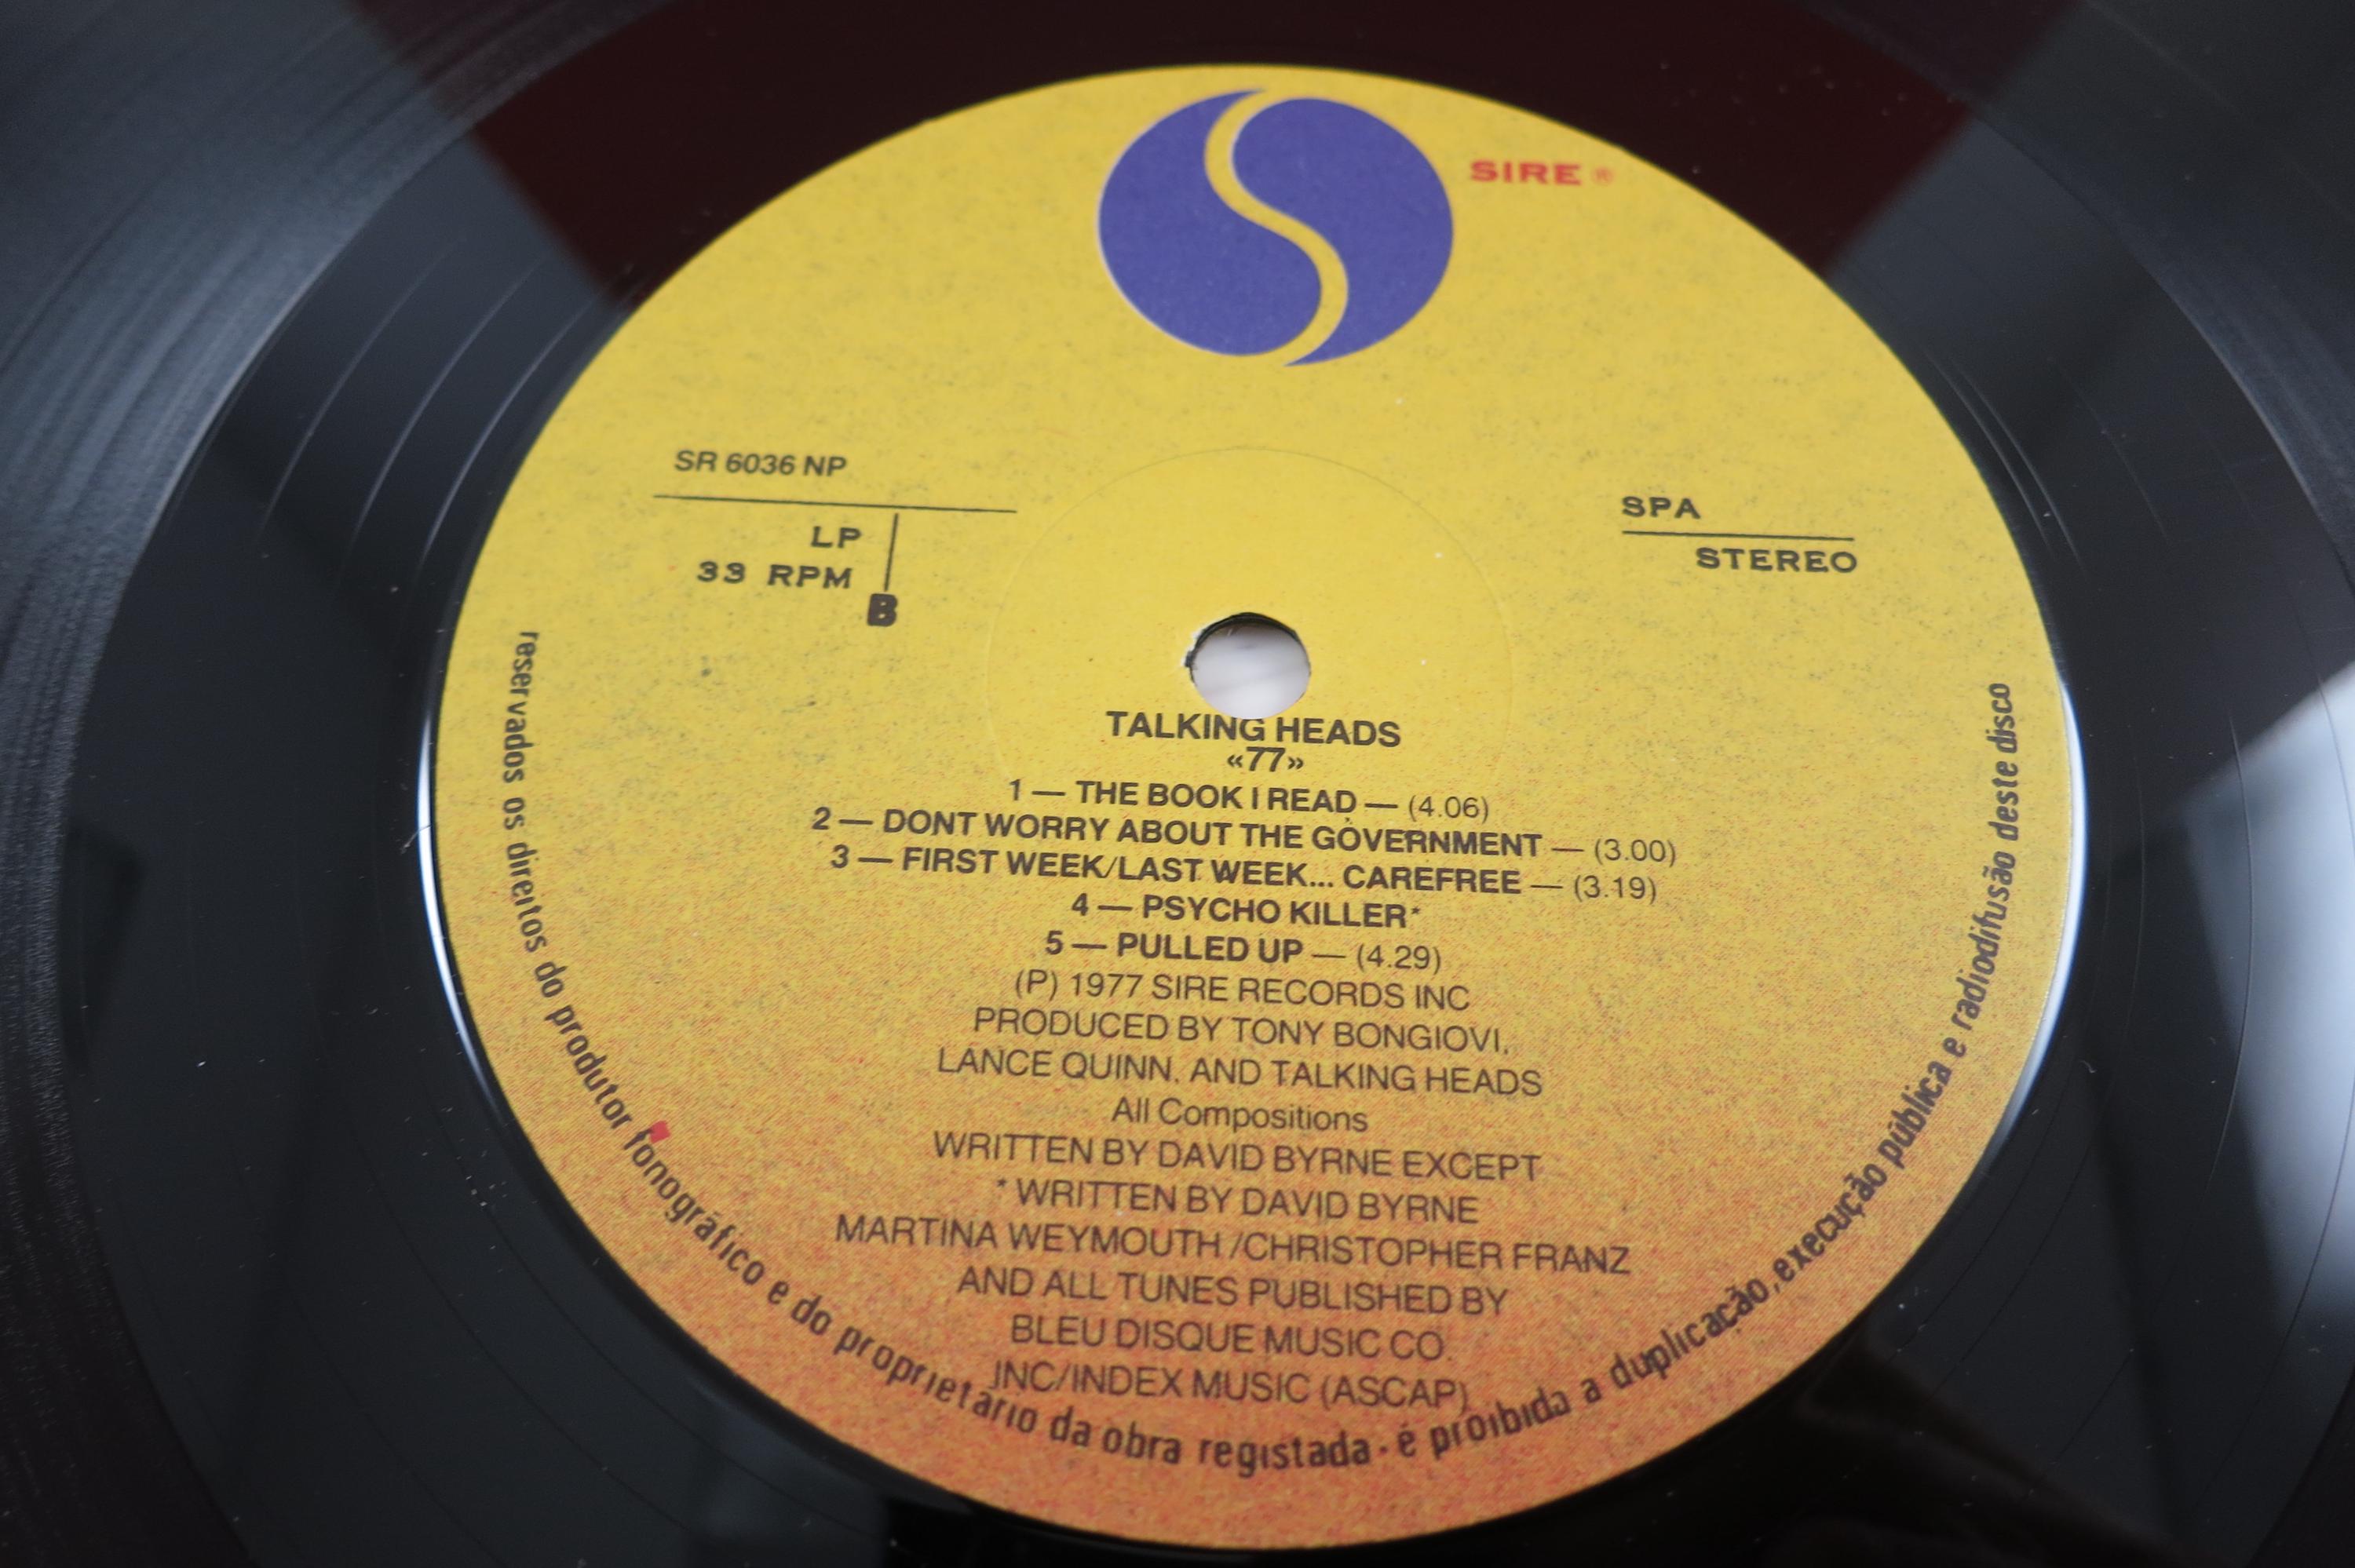 SIRE ®
SR 6036 NP
LP
33 RPM
B
SPA
STEREO
TALKING HEADS
«77»
1 — THE BOOK I READ — (4.06)
2 — DONT WORRY ABOUT THE GOVERNMENT — (3.00)
3 — FIRST WEEK/LAST WEEK... CAREFREE — (3.19)
4 — PSYCHO KILLER*
5 — PULLED UP — (4.29)
(P) 1977 SIRE RECORDS INC
PRODUCED BY TONY BONGIOVI,
LANCE QUINN, AND TALKING HEADS
All Compositions
WRITTEN BY DAVID BYRNE EXCEPT
* WRITTEN BY DAVID BYRNE
MARTINA WEYMOUTH /CHRISTOPHER FRANZ
AND ALL TUNES PUBLISHED BY
BLEU DISQUE MUSIC CO.
INC/INDEX MUSIC (ASCAP)
reservados os direitos do produtor fonográfico e do proprietário da obra registada · é proibida a duplicação, execução pública e radiodifusão deste disco